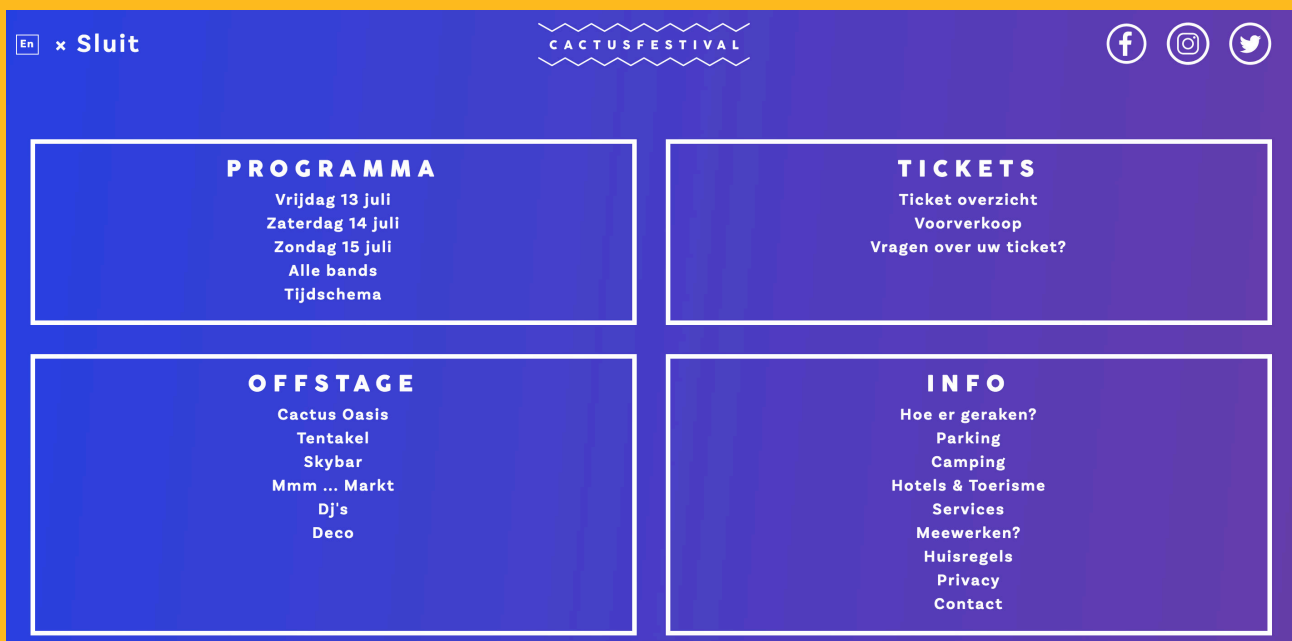 En × Sluit
CACTUSFESTIVAL
PROGRAMMA
Vrijdag 13 juli
Zaterdag 14 juli
Zondag 15 juli
Alle bands
Tijdschema
TICKETS
Ticket overzicht
Voorverkoop
Vragen over uw ticket?
OFFSTAGE
Cactus Oasis
Tentakel
Skybar
Mmm ... Markt
Dj's
Deco
INFO
Hoe er geraken?
Parking
Camping
Hotels & Toerisme
Services
Meewerken?
Huisregels
Privacy
Contact